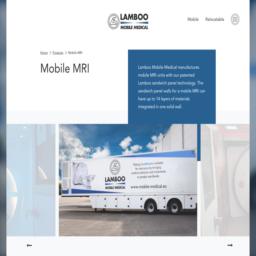 LAMBOO
MOBILE MEDICAL
Mobile
Relocatable
Home / Products / Mobile MRI
Mobile MRI
Lamboo Mobile Medical manufactures
mobile MRI units with our patented
Lamboo sandwich panel technology. The
sandwich panel walls for a mobile MRI can
have up to 14 layers of materials
integrated in one solid wall.
LAMBOO
MOBILE MEDICAL
www.mobile-medical.eu